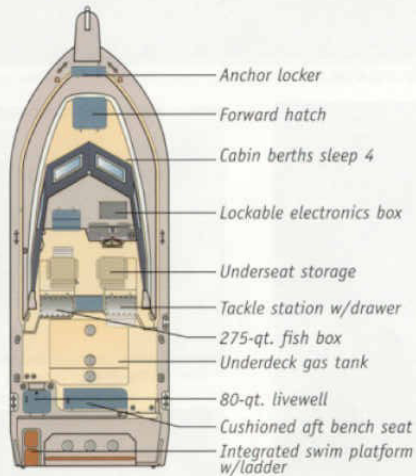 Anchor locker
Forward hatch
Cabin berths sleep 4
Lockable electronics box
Underseat storage
Tackle station w/drawer
275-qt. fish box
Underdeck gas tank
80-qt. livewell
Cushioned aft bench seat
Integrated swim platform
w/ladder